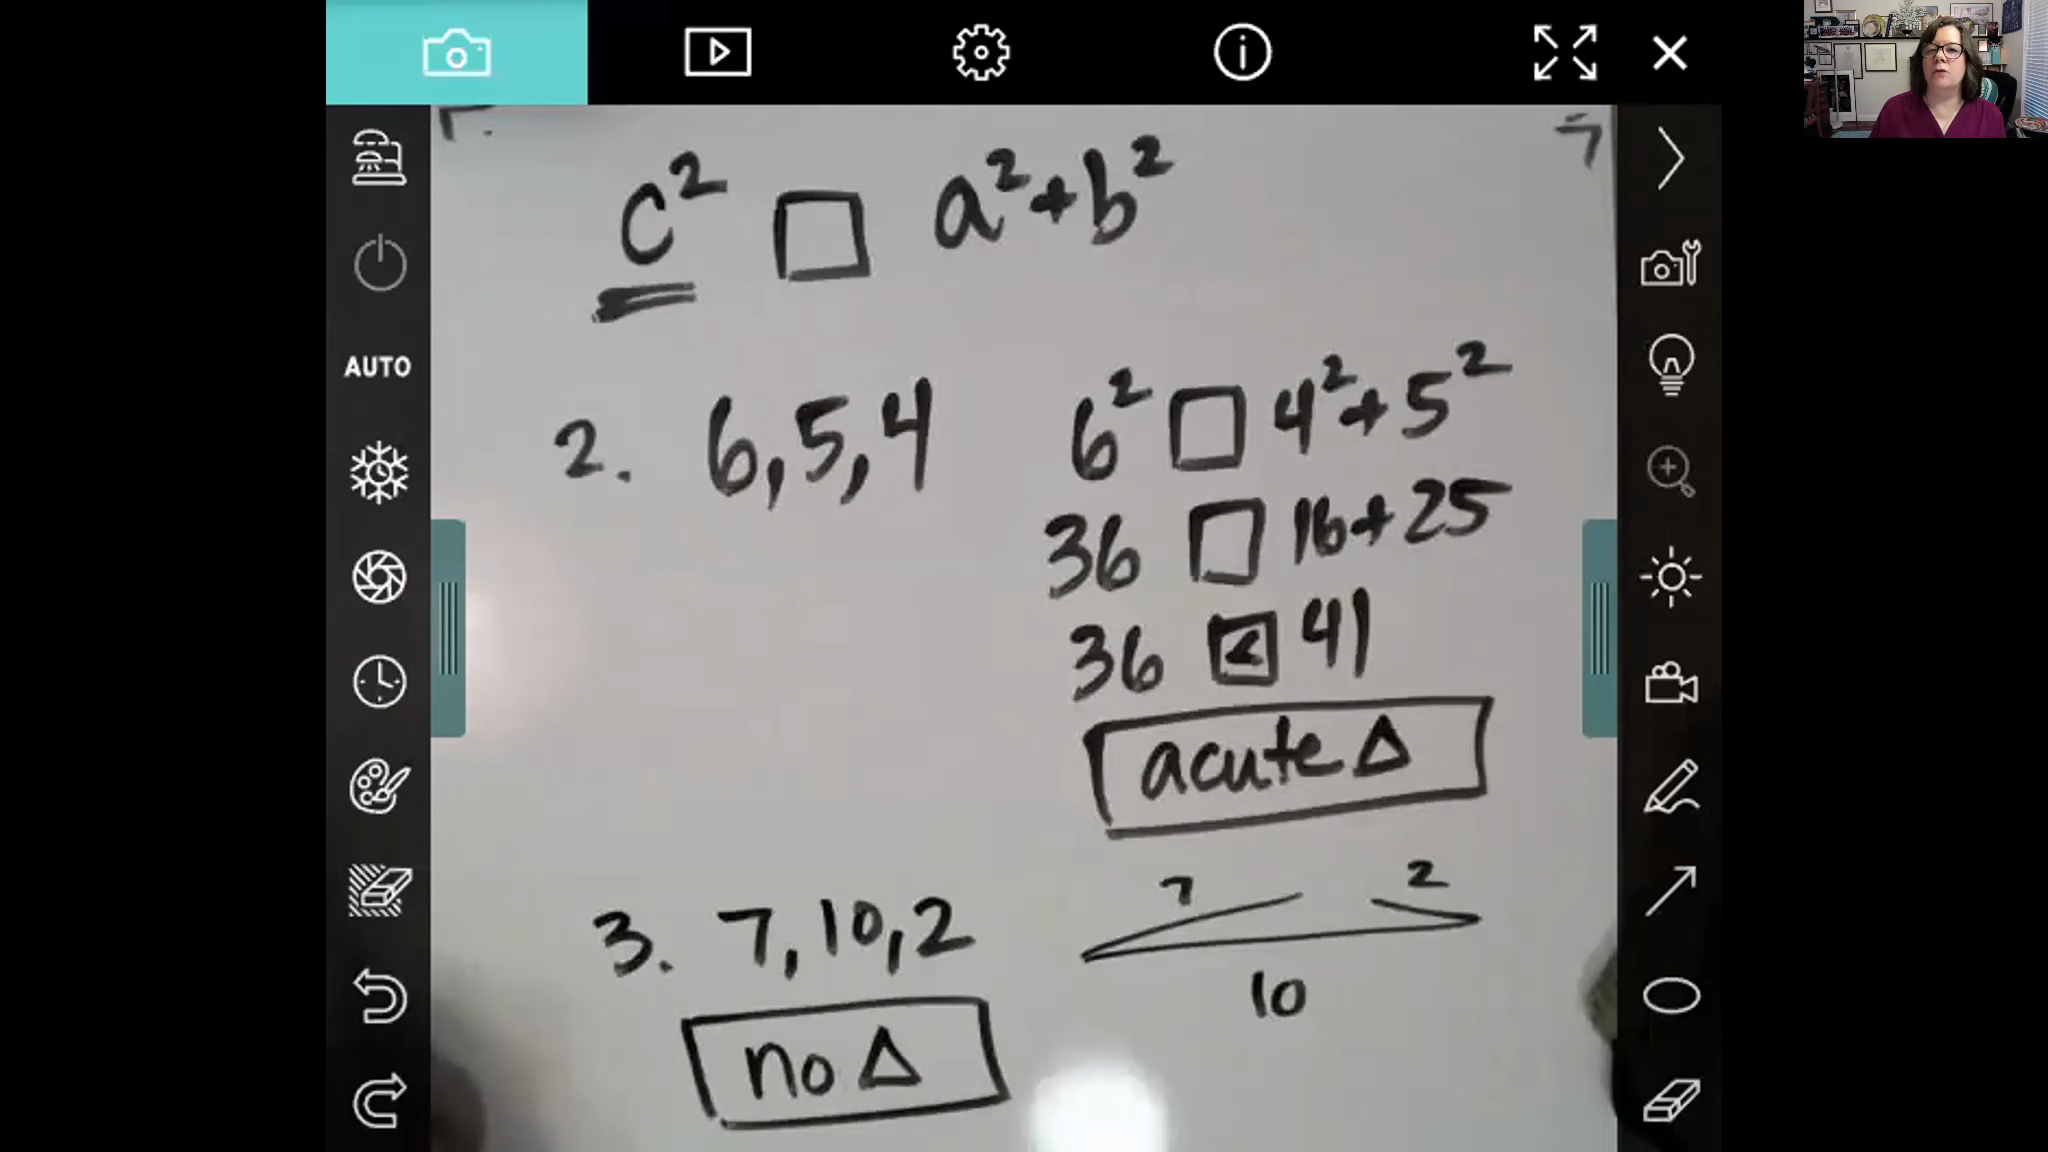 AUTO
c² □ a²+b²
2. 6,5,4
6² □ 4²+5²
36 □ 16+25
36 < 41
acute △
3. 7,10,2
7 2
10
no △